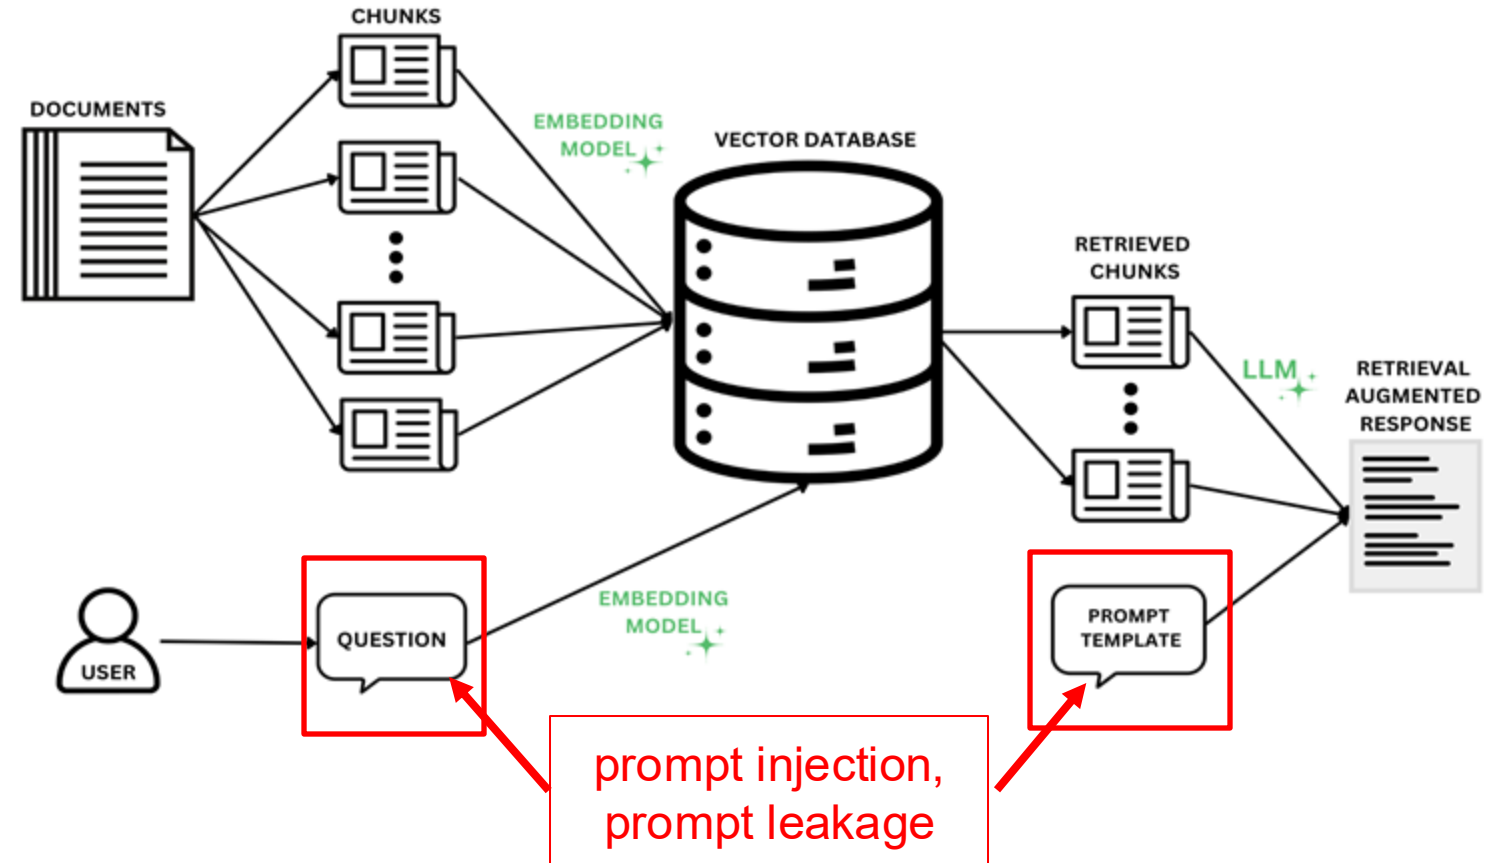 CHUNKS
DOCUMENTS
EMBEDDING
MODEL
VECTOR DATABASE
RETRIEVED
CHUNKS
LLM
RETRIEVAL
AUGMENTED
RESPONSE
USER
QUESTION
EMBEDDING
MODEL
PROMPT
TEMPLATE
prompt injection,
prompt leakage